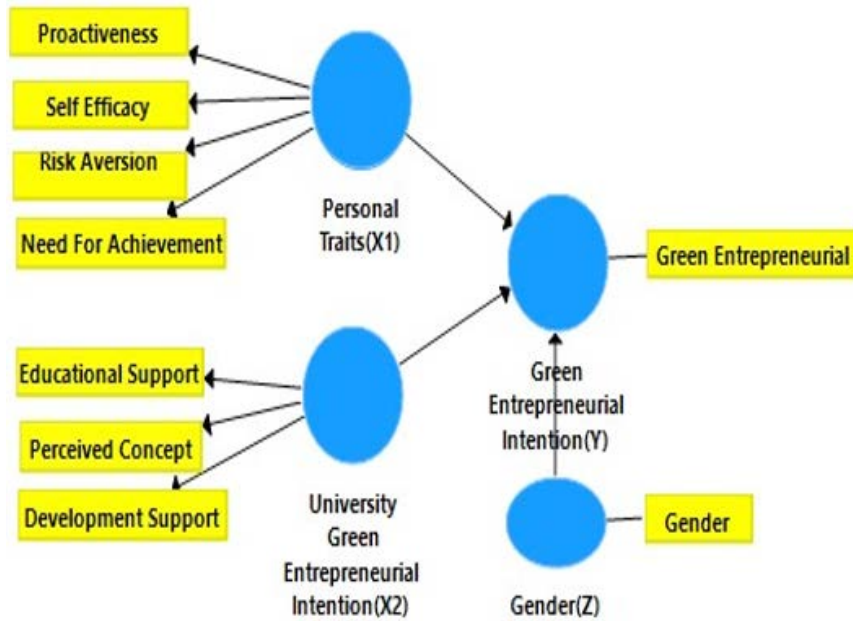 Proactiveness
Self Efficacy
Risk Aversion
Need For Achievement
Personal
Traits(X1)
Green Entrepreneurial
Educational Support
Perceived Concept
Development Support
University
Green
Entrepreneurial
Intention(X2)
Green
Entrepreneurial
Intention(Y)
Gender
Gender(Z)